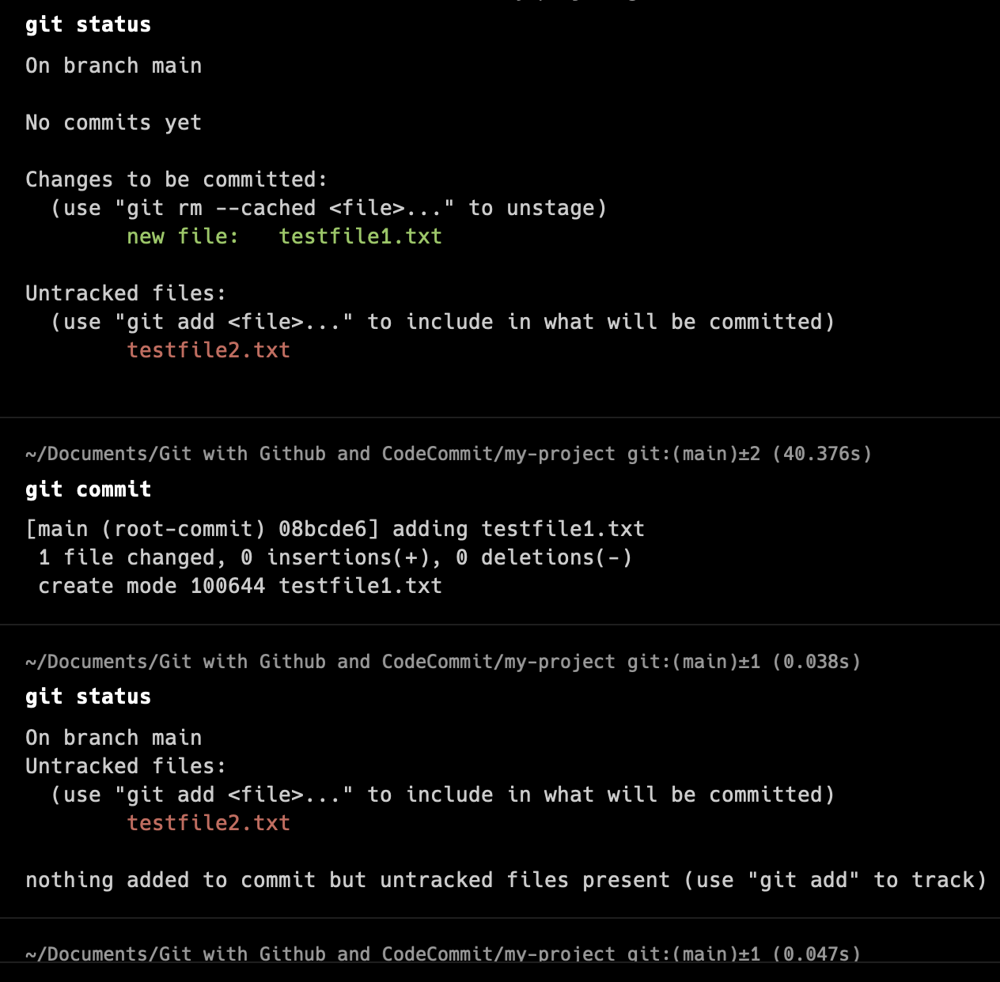 git status
On branch main
No commits yet
Changes to be committed:
(use "git rm --cached <file>..." to unstage)
new file: testfile1.txt
Untracked files:
(use "git add <file>..." to include in what will be committed)
testfile2.txt
~/Documents/Git with Github and CodeCommit/my-project git:(main)±2 (40.376s)
git commit
[main (root-commit) 08bcde6] adding testfile1.txt
1 file changed, 0 insertions(+), 0 deletions(-)
create mode 100644 testfile1.txt
~/Documents/Git with Github and CodeCommit/my-project git:(main)±1 (0.038s)
git status
On branch main
Untracked files:
(use "git add <file>..." to include in what will be committed)
testfile2.txt
nothing added to commit but untracked files present (use "git add" to track)
~/Documents/Git with Github and CodeCommit/my-project git:(main)±1 (0.047s)